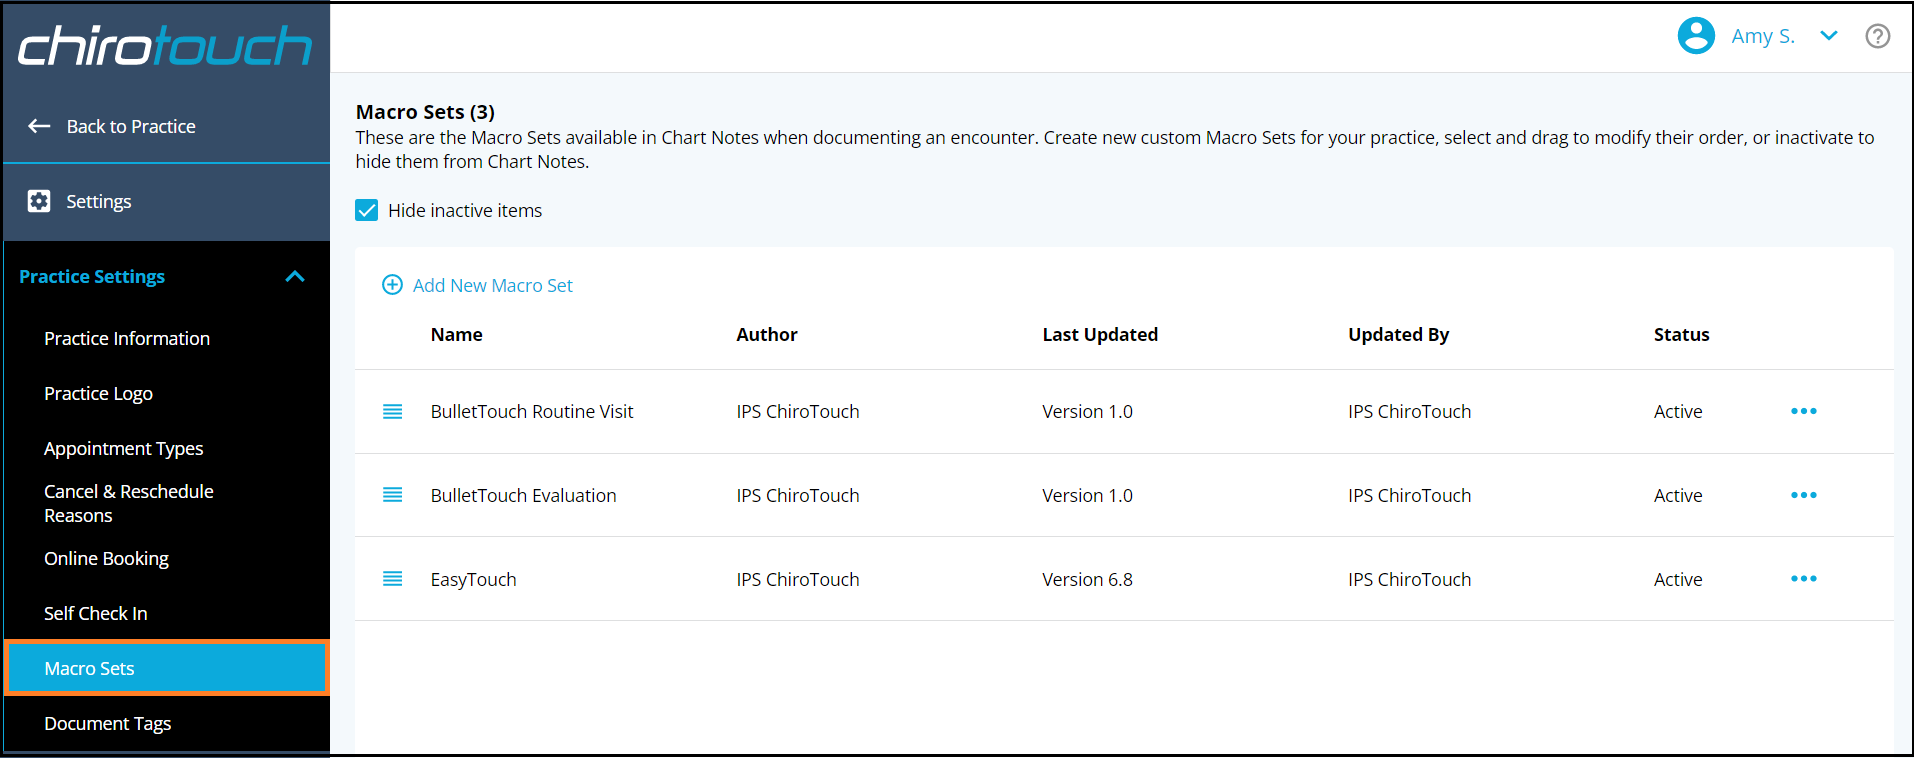 chirotouch
Amy S.
Back to Practice
Settings
Practice Settings
Practice Information
Practice Logo
Appointment Types
Cancel & Reschedule
Reasons
Online Booking
Self Check In
Macro Sets
Document Tags
Macro Sets (3)
These are the Macro Sets available in Chart Notes when documenting an encounter. Create new custom Macro Sets for your practice, select and drag to modify their order, or inactivate to
hide them from Chart Notes.
Hide inactive items
Add New Macro Set
Name Author Last Updated Updated By Status
BulletTouch Routine Visit IPS ChiroTouch Version 1.0 IPS ChiroTouch Active
BulletTouch Evaluation IPS ChiroTouch Version 1.0 IPS ChiroTouch Active
EasyTouch IPS ChiroTouch Version 6.8 IPS ChiroTouch Active